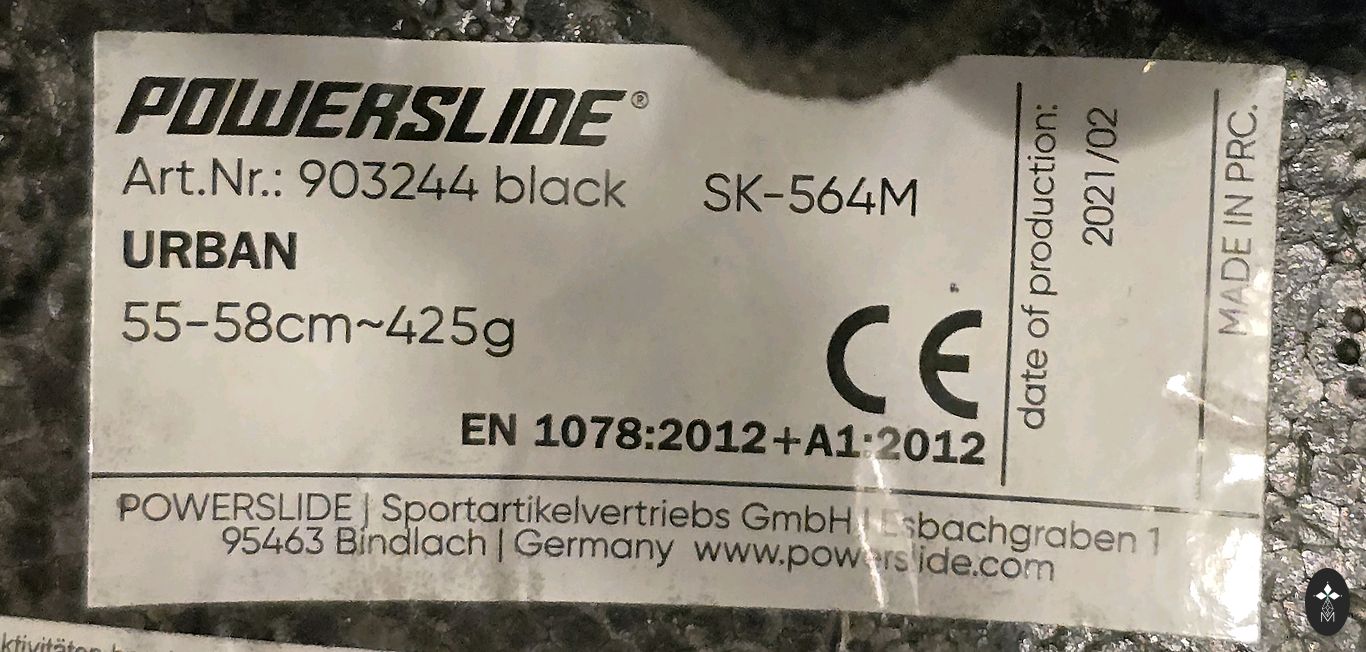 POWERSLIDE®
Art.Nr.: 903244 black SK-564M
URBAN
55-58cm~425g
CE
EN 1078:2012+A1:2012
date of production:
2021/02
MADE IN PRC.
POWERSLIDE | Sportartikelvertriebs GmbH | Esbachgraben 1
95463 Bindlach | Germany www.powerslide.com
M